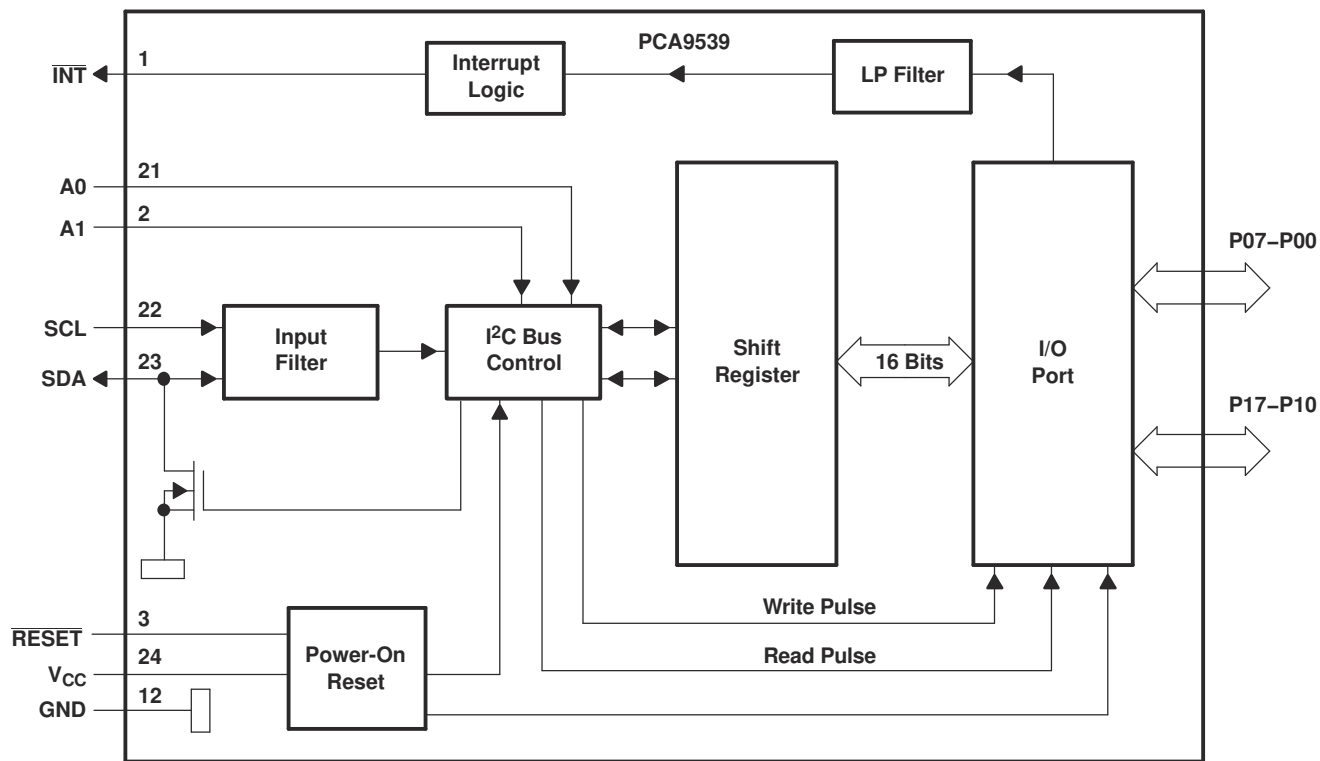 PCA9539
INT
1
Interrupt
Logic
LP Filter
A0
21
A1
2
P07–P00
SCL
22
SDA
23
Input
Filter
I2C Bus
Control
Shift
Register
16 Bits
I/O
Port
P17–P10
Write Pulse
Read Pulse
RESET
3
VCC
24
GND
12
Power-On
Reset